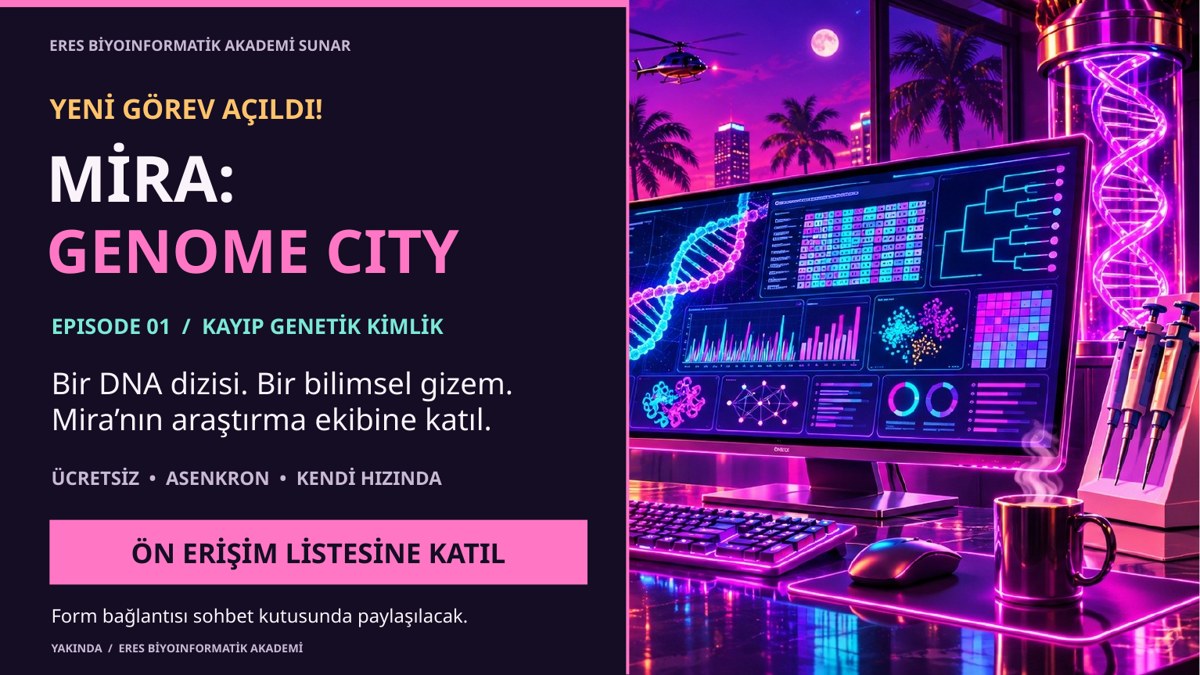 ERES BİYOİNFORMATİK AKADEMİ SUNAR
YENİ GÖREV AÇILDI!
MİRA:
GENOME CITY
EPISODE 01 / KAYIP GENETİK KİMLİK
Bir DNA dizisi. Bir bilimsel gizem.
Mira’nın araştırma ekibine katıl.
ÜCRETSİZ • ASENKRON • KENDİ HIZINDA
ÖN ERİŞİM LİSTESİNE KATIL
Form bağlantısı sohbet kutusunda paylaşılacak.
YAKINDA / ERES BİYOİNFORMATİK AKADEMİ